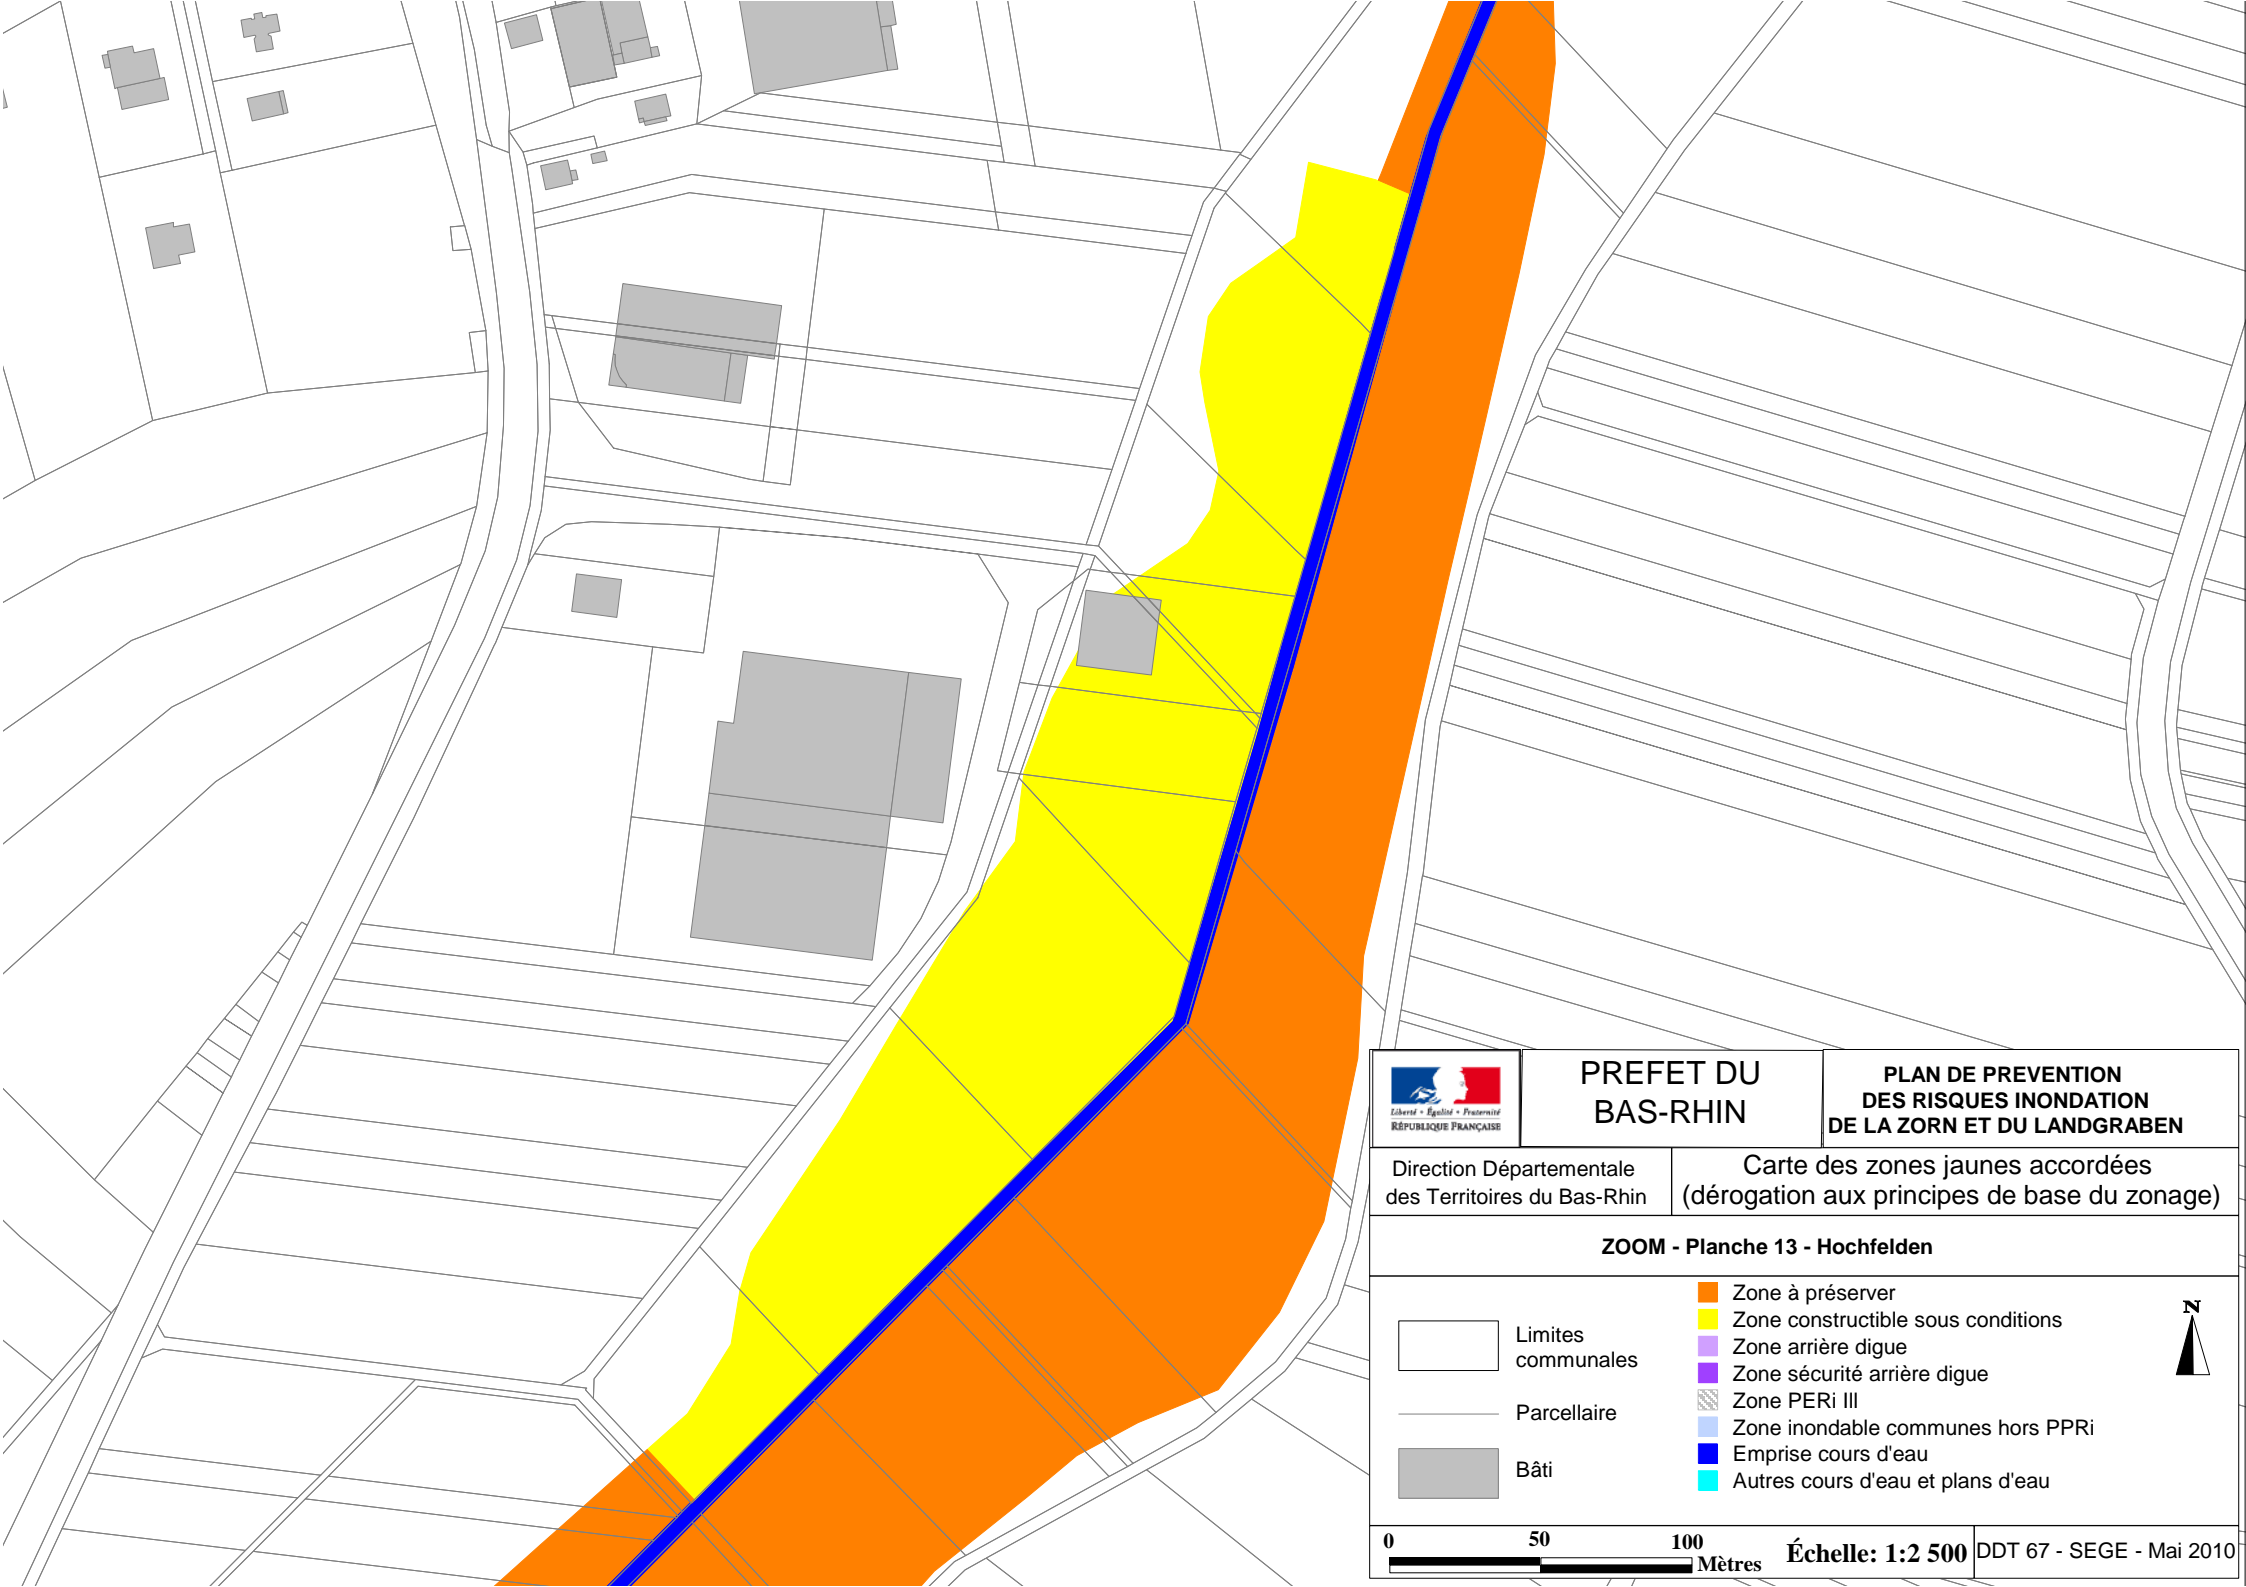 PREFET DU
BAS-RHIN
PLAN DE PREVENTION
DES RISQUES INONDATION
DE LA ZORN ET DU LANDGRABEN
Liberté • Égalité • Fraternité
RÉPUBLIQUE FRANÇAISE
Direction Départementale
des Territoires du Bas-Rhin
Carte des zones jaunes accordées
(dérogation aux principes de base du zonage)
ZOOM - Planche 13 - Hochfelden
Limites
communales
Parcellaire
Bâti
Zone à préserver
Zone constructible sous conditions
Zone arrière digue
Zone sécurité arrière digue
Zone PERi III
Zone inondable communes hors PPRi
Emprise cours d'eau
Autres cours d'eau et plans d'eau
N
0 50 100
Mètres
Échelle: 1:2 500
DDT 67 - SEGE - Mai 2010